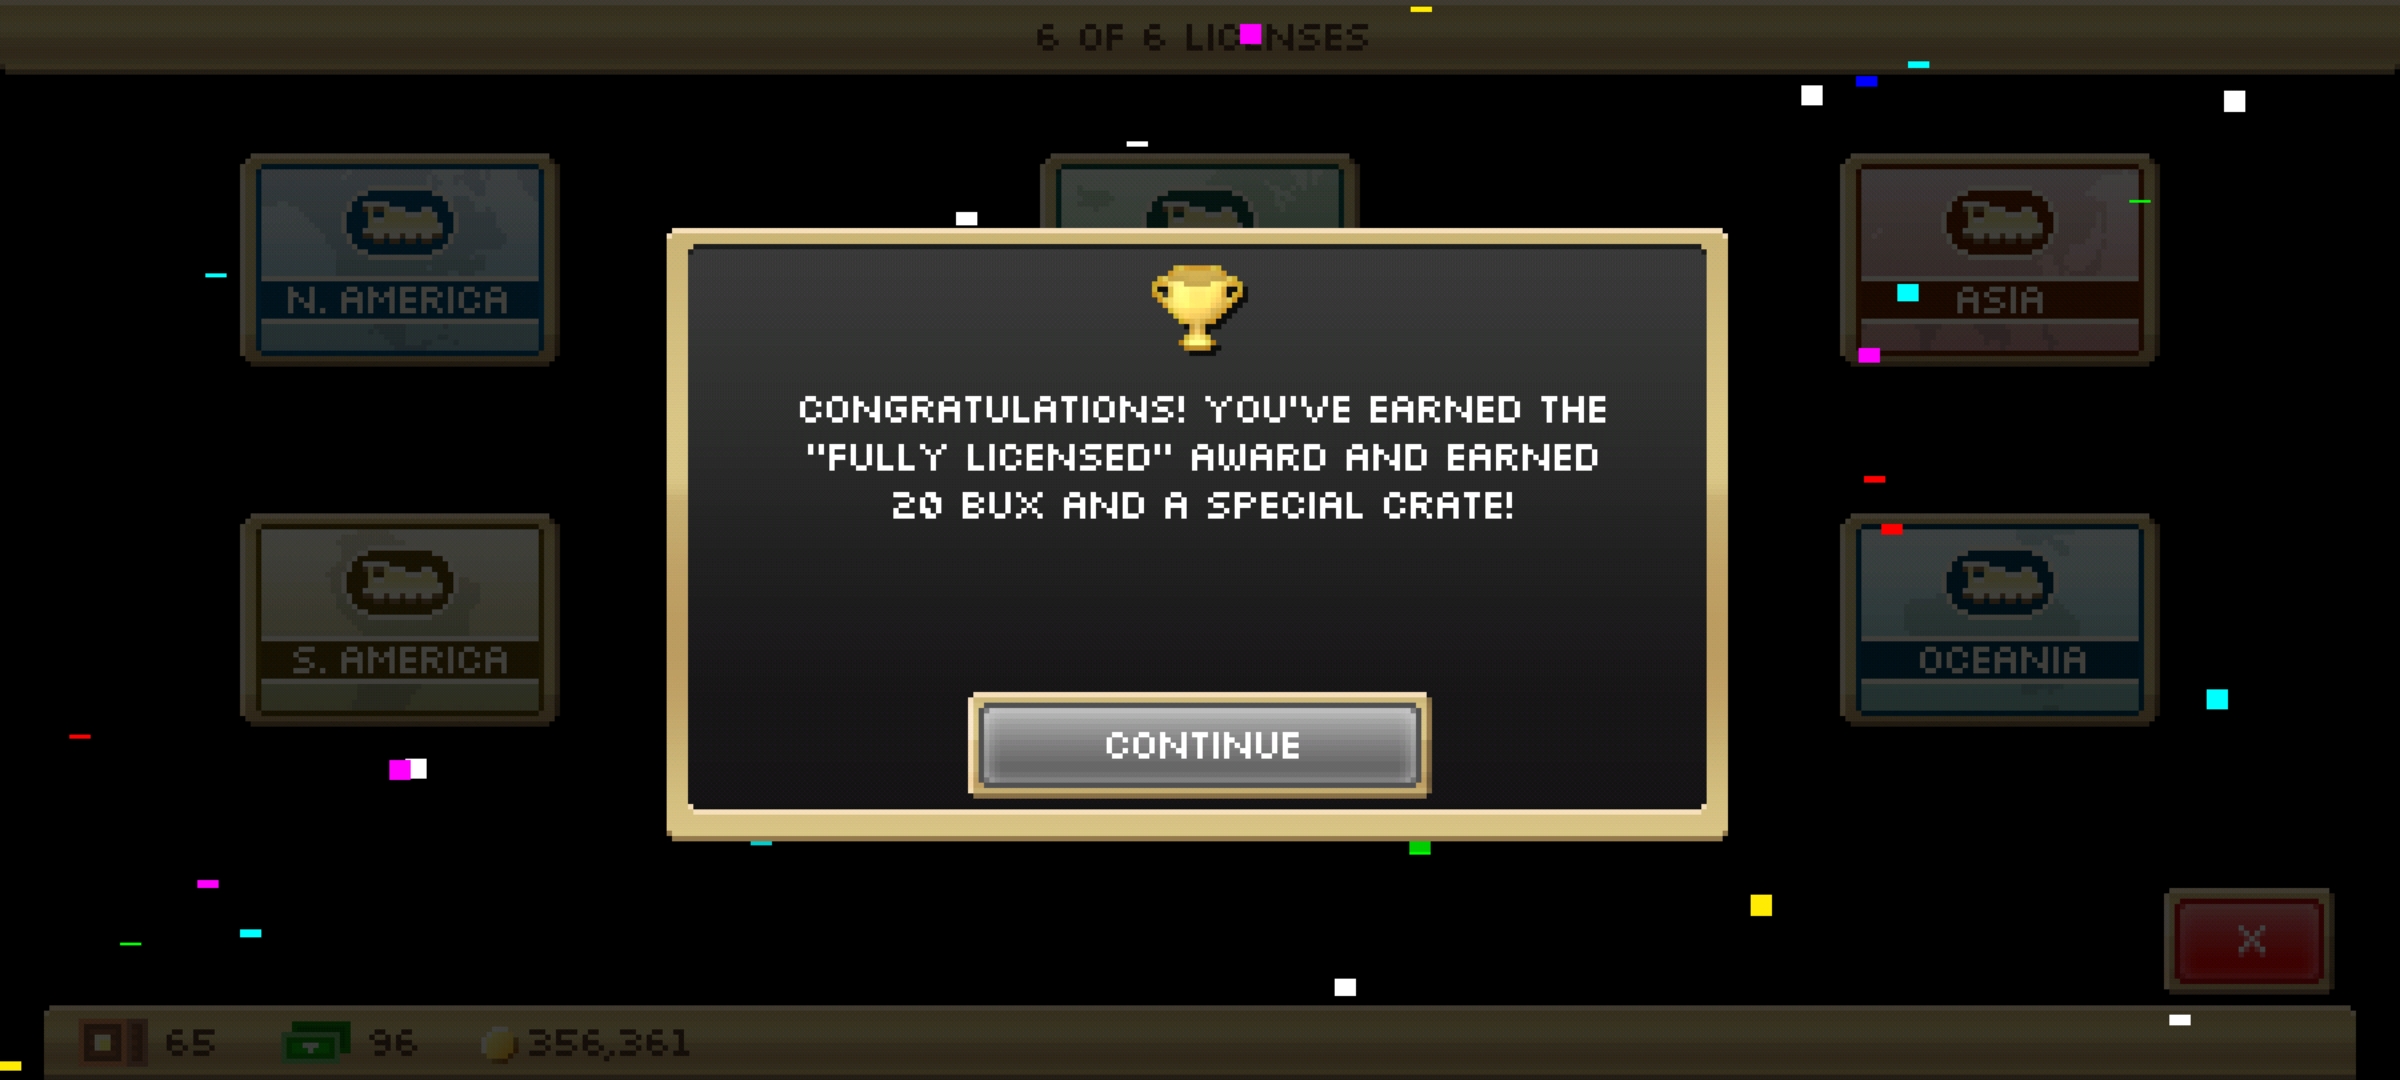 6 OF 6 LICENSES
N. AMERICA
ASIA
CONGRATULATIONS! YOU'VE EARNED THE
"FULLY LICENSED" AWARD AND EARNED
20 BUX AND A SPECIAL CRATE!
S. AMERICA
OCEANIA
CONTINUE
X
65
96
356,361